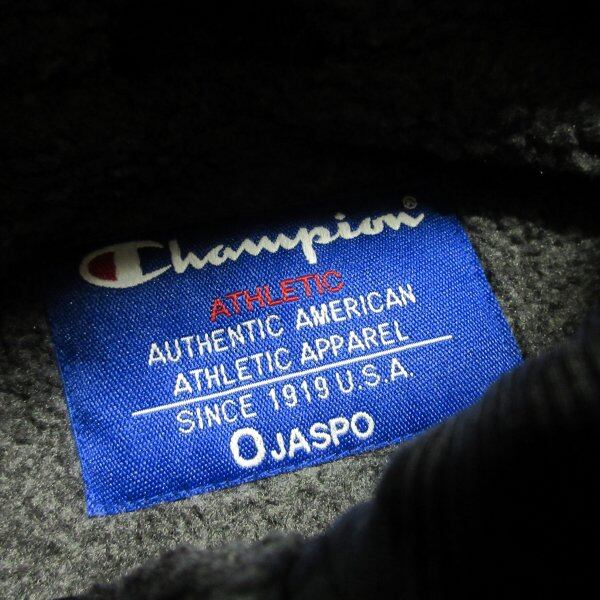 Champion®
ATHLETIC
AUTHENTIC AMERICAN
ATHLETIC APPAREL
SINCE 1919 U.S.A.
O JASPO